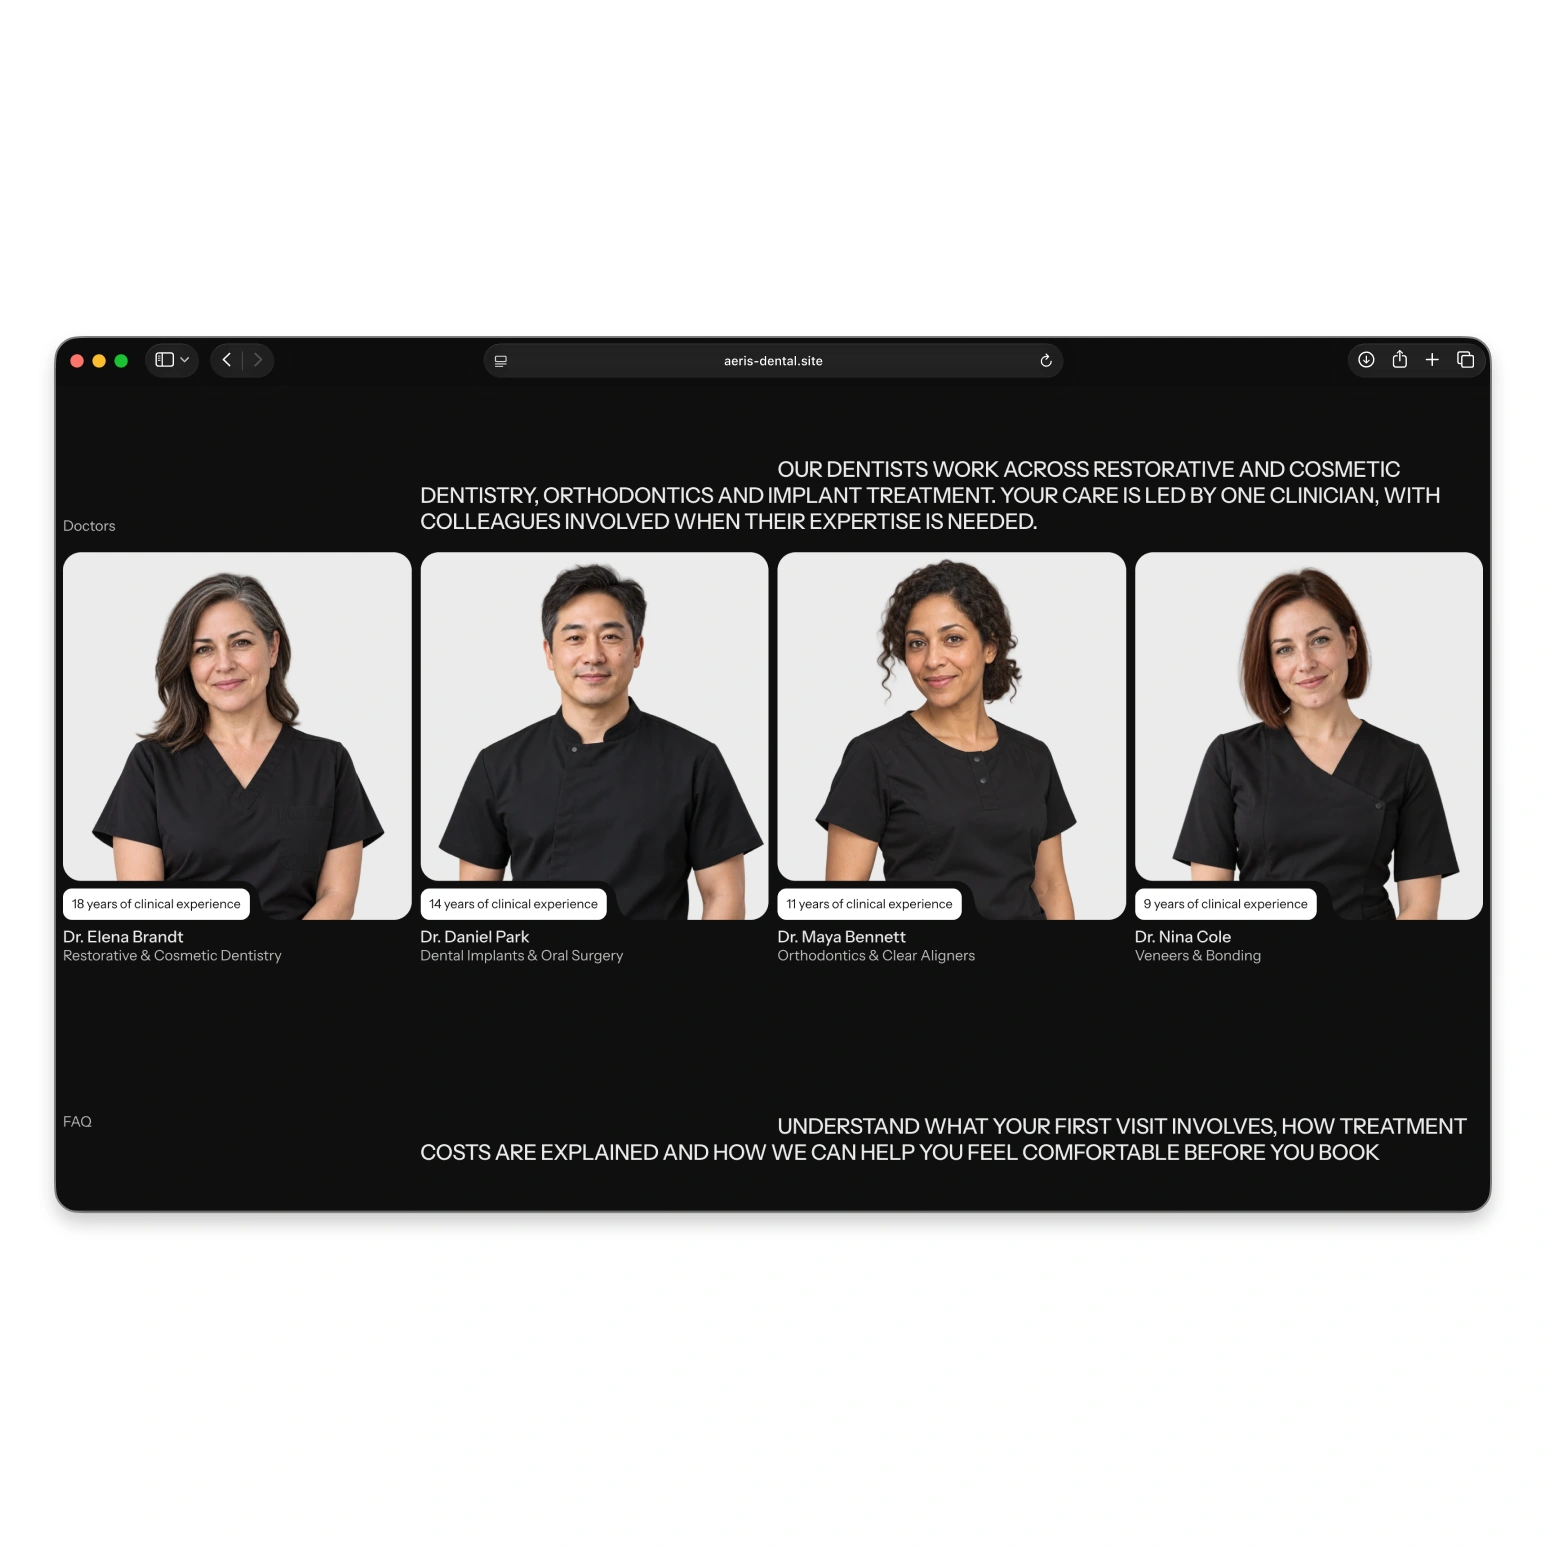 aeris-dental.site
OUR DENTISTS WORK ACROSS RESTORATIVE AND COSMETIC
DENTISTRY, ORTHODONTICS AND IMPLANT TREATMENT. YOUR CARE IS LED BY ONE CLINICIAN, WITH
COLLEAGUES INVOLVED WHEN THEIR EXPERTISE IS NEEDED.
Doctors
18 years of clinical experience
Dr. Elena Brandt
Restorative & Cosmetic Dentistry
14 years of clinical experience
Dr. Daniel Park
Dental Implants & Oral Surgery
11 years of clinical experience
Dr. Maya Bennett
Orthodontics & Clear Aligners
9 years of clinical experience
Dr. Nina Cole
Veneers & Bonding
FAQ
UNDERSTAND WHAT YOUR FIRST VISIT INVOLVES, HOW TREATMENT
COSTS ARE EXPLAINED AND HOW WE CAN HELP YOU FEEL COMFORTABLE BEFORE YOU BOOK